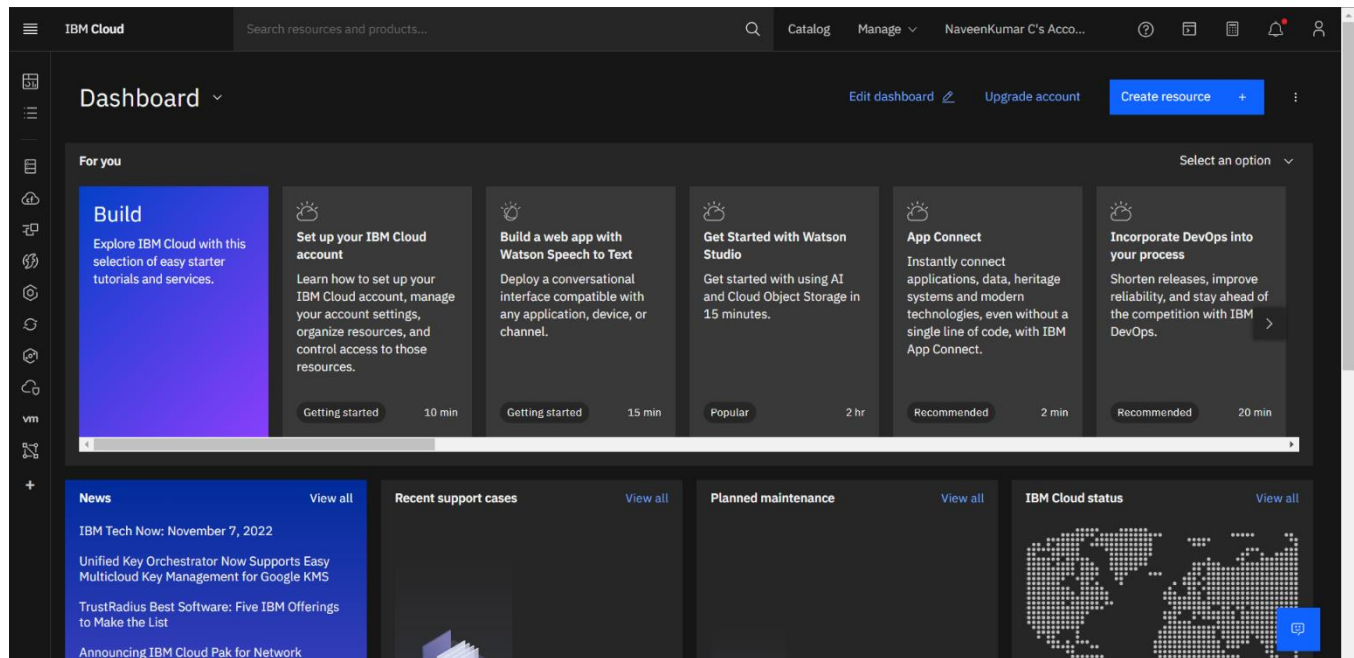 IBM Cloud
Search resources and products...
Catalog
Manage
NaveenKumar C's Acco...
Dashboard
Edit dashboard
Upgrade account
Create resource +
For you
Select an option
Build
Explore IBM Cloud with this
selection of easy starter
tutorials and services.
Set up your IBM Cloud
account
Learn how to set up your
IBM Cloud account, manage
your account settings,
organize resources, and
control access to those
resources.
Getting started
10 min
Build a web app with
Watson Speech to Text
Deploy a conversational
interface compatible with
any application, device, or
channel.
Getting started
15 min
Get Started with Watson
Studio
Get started with using AI
and Cloud Object Storage in
15 minutes.
Popular
2 hr
App Connect
Instantly connect
applications, data, heritage
systems and modern
technologies, even without a
single line of code, with IBM
App Connect.
Recommended
2 min
Incorporate DevOps into
your process
Shorten releases, improve
reliability, and stay ahead of
the competition with IBM
DevOps.
Recommended
20 min
vm
News
View all
IBM Tech Now: November 7, 2022
Unified Key Orchestrator Now Supports Easy
Multicloud Key Management for Google KMS
TrustRadius Best Software: Five IBM Offerings
to Make the List
Announcing IBM Cloud Pak for Network
Recent support cases
View all
Planned maintenance
View all
IBM Cloud status
View all